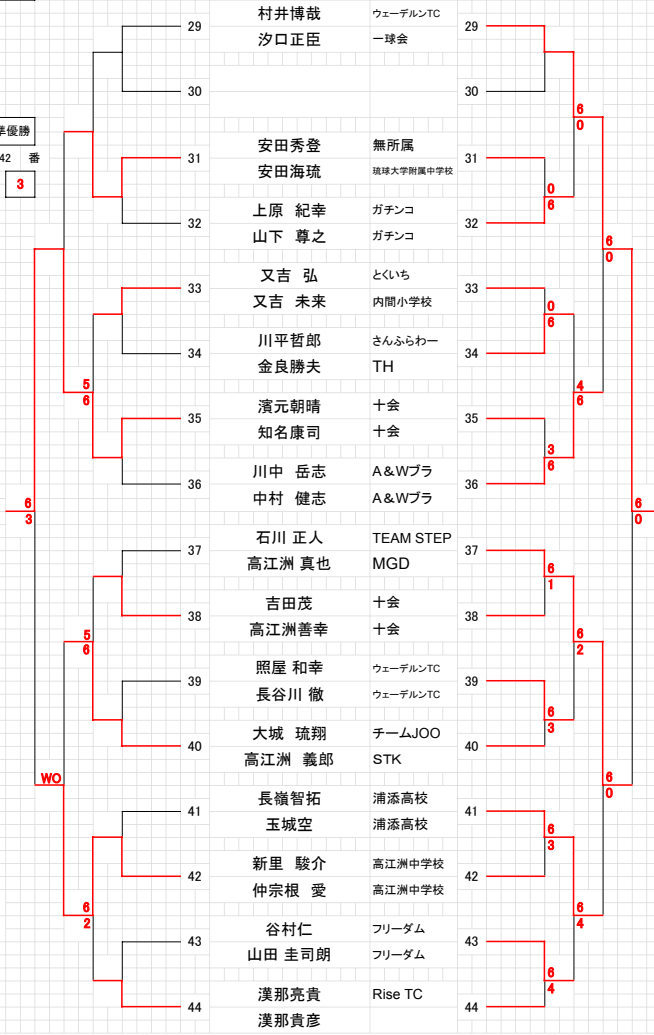 29 村井博哉 ウェーデルンTC 29
汐口正臣 一球会
30 30
6
0
準優勝
42 番
3
31 安田秀登 無所属 31
安田海琉 琉球大学附属中学校
0
6
32 上原 紀幸 ガチンコ 32
山下 尊之 ガチンコ
6
0
33 又吉 弘 とくいち 33
又吉 未来 内間小学校
0
6
34 川平哲郎 さんふらわー 34
金良勝夫 TH
5
6
4
6
35 濱元朝晴 十会 35
知名康司 十会
3
6
36 川中 岳志 A&Wブラ 36
中村 健志 A&Wブラ
6
3
6
0
37 石川 正人 TEAM STEP 37
高江洲 真也 MGD
6
1
38 吉田茂 十会 38
高江洲善幸 十会
5
6
6
2
39 照屋 和幸 ウェーデルンTC 39
長谷川 徹 ウェーデルンTC
6
3
40 大城 琉翔 チームJOO 40
高江洲 義郎 STK
WO
6
0
41 長嶺智拓 浦添高校 41
玉城空 浦添高校
6
3
42 新里 駿介 高江洲中学校 42
仲宗根 愛 高江洲中学校
6
2
6
4
43 谷村仁 フリーダム 43
山田 圭司朗 フリーダム
6
4
44 漢那亮貴 Rise TC 44
漢那貴彦